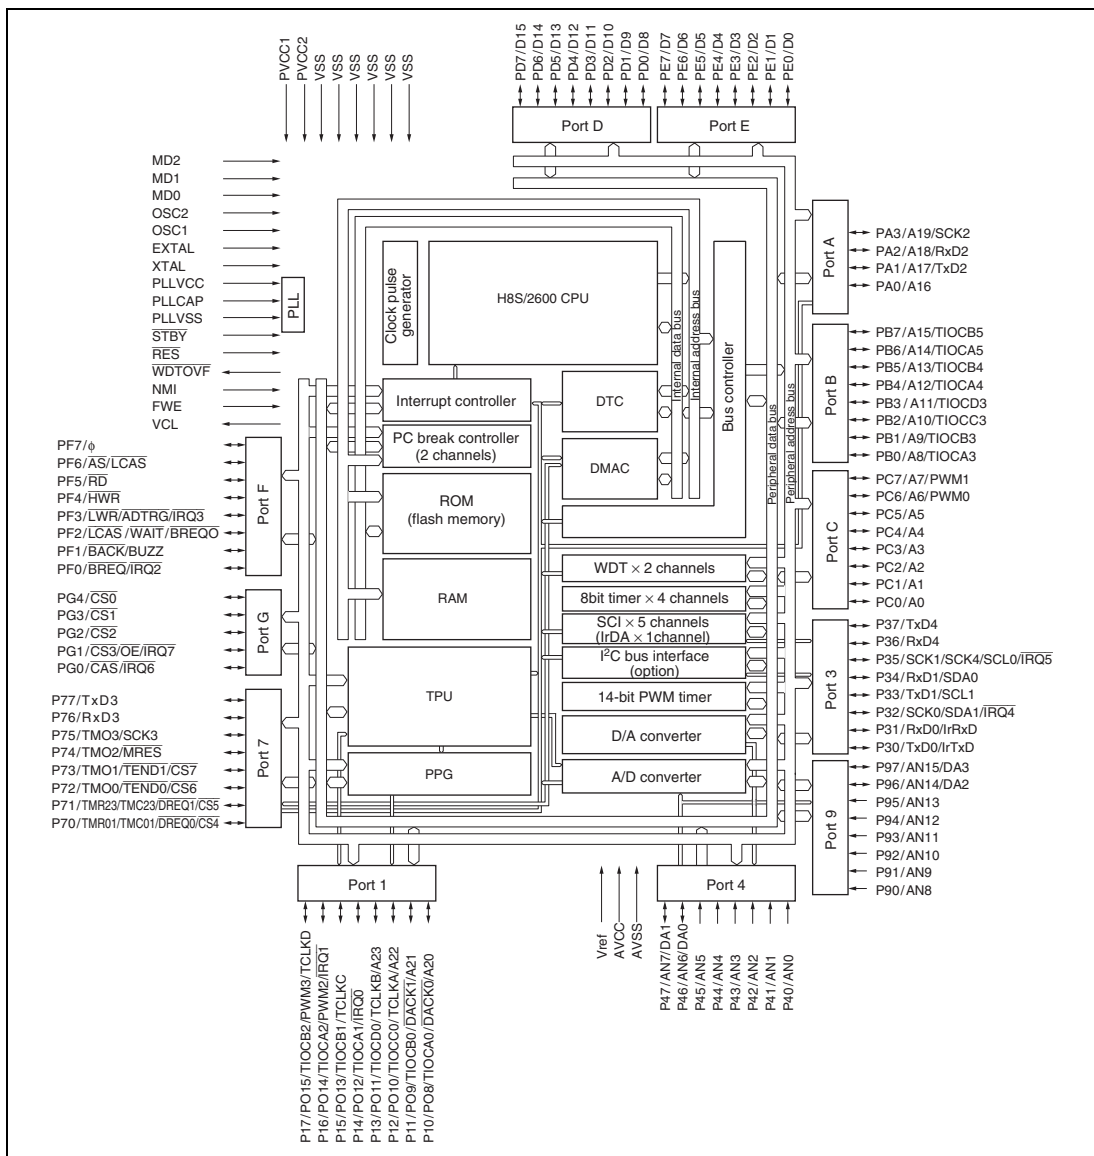 PVCC1
PVCC2
VSS
VSS
VSS
VSS
VSS
VSS
PD7/D15
PD6/D14
PD5/D13
PD4/D12
PD3/D11
PD2/D10
PD1/D9
PD0/D8
PE7/D7
PE6/D6
PE5/D5
PE4/D4
PE3/D3
PE2/D2
PE1/D1
PE0/D0
Port D
Port E
MD2
MD1
MD0
OSC2
OSC1
EXTAL
XTAL
PLLVCC
PLLCAP
PLLVSS
STBY
RES
WDTOVF
NMI
FWE
VCL
PLL
PF7/ϕ
PF6/AS/LCAS
PF5/RD
PF4/HWR
PF3/LWR/ADTRG/IRQ3
PF2/LCAS/WAIT/BREQO
PF1/BACK/BUZZ
PF0/BREQ/IRQ2
Port F
PG4/CS0
PG3/CS1
PG2/CS2
PG1/CS3/OE/IRQ7
PG0/CAS/IRQ6
Port G
P77/TxD3
P76/RxD3
P75/TMO3/SCK3
P74/TMO2/MRES
P73/TMO1/TEND1/CS7
P72/TMO0/TEND0/CS6
P71/TMR23/TMC23/DREQ1/CS5
P70/TMR01/TMC01/DREQ0/CS4
Port 7
Clock pulse
generator
H8S/2600 CPU
Interrupt controller
PC break controller
(2 channels)
ROM
(flash memory)
RAM
TPU
PPG
DTC
DMAC
Internal data bus
Internal address bus
Bus controller
Peripheral data bus
Peripheral address bus
WDT × 2 channels
8bit timer × 4 channels
SCI × 5 channels
(IrDA × 1channel)
I²C bus interface
(option)
14-bit PWM timer
D/A converter
A/D converter
Port A
PA3/A19/SCK2
PA2/A18/RxD2
PA1/A17/TxD2
PA0/A16
Port B
PB7/A15/TIOCB5
PB6/A14/TIOCA5
PB5/A13/TIOCB4
PB4/A12/TIOCA4
PB3/A11/TIOCD3
PB2/A10/TIOCC3
PB1/A9/TIOCB3
PB0/A8/TIOCA3
Port C
PC7/A7/PWM1
PC6/A6/PWM0
PC5/A5
PC4/A4
PC3/A3
PC2/A2
PC1/A1
PC0/A0
Port 3
P37/TxD4
P36/RxD4
P35/SCK1/SCK4/SCL0/IRQ5
P34/RxD1/SDA0
P33/TxD1/SCL1
P32/SCK0/SDA1/IRQ4
P31/RxD0/IrRxD
P30/TxD0/IrTxD
Port 9
P97/AN15/DA3
P96/AN14/DA2
P95/AN13
P94/AN12
P93/AN11
P92/AN10
P91/AN9
P90/AN8
Port 1
Port 4
P17/PO15/TIOCB2/PWM3/TCLKD
P16/PO14/TIOCA2/PWM2/IRQ1
P15/PO13/TIOCB1/TCLKC
P14/PO12/TIOCA1/IRQ0
P13/PO11/TIOCD0/TCLKB/A23
P12/PO10/TIOCC0/TCLKA/A22
P11/PO9/TIOCB0/DACK1/A21
P10/PO8/TIOCA0/DACK0/A20
Vref
AVCC
AVSS
P47/AN7/DA1
P46/AN6/DA0
P45/AN5
P44/AN4
P43/AN3
P42/AN2
P41/AN1
P40/AN0